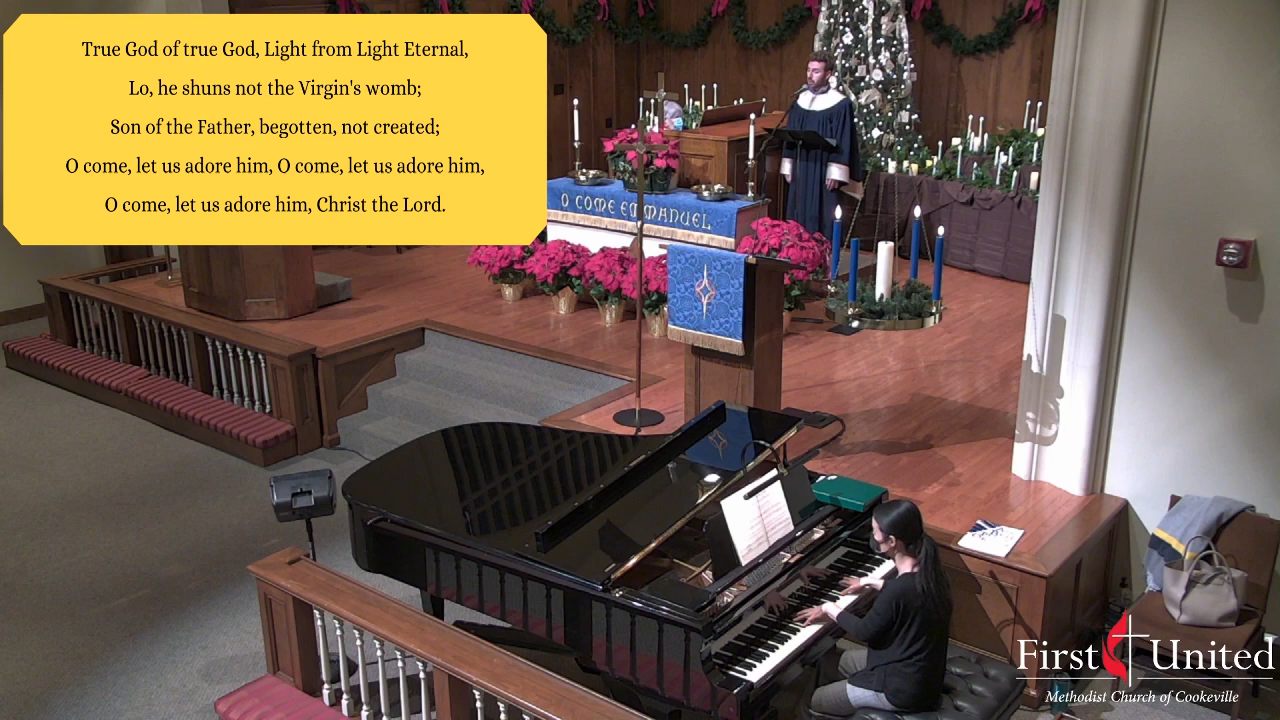 True God of true God, Light from Light Eternal,
Lo, he shuns not the Virgin's womb;
Son of the Father, begotten, not created;
O come, let us adore him, O come, let us adore him,
O come, let us adore him, Christ the Lord.
O COME EMMANUEL
First United
Methodist Church of Cookeville